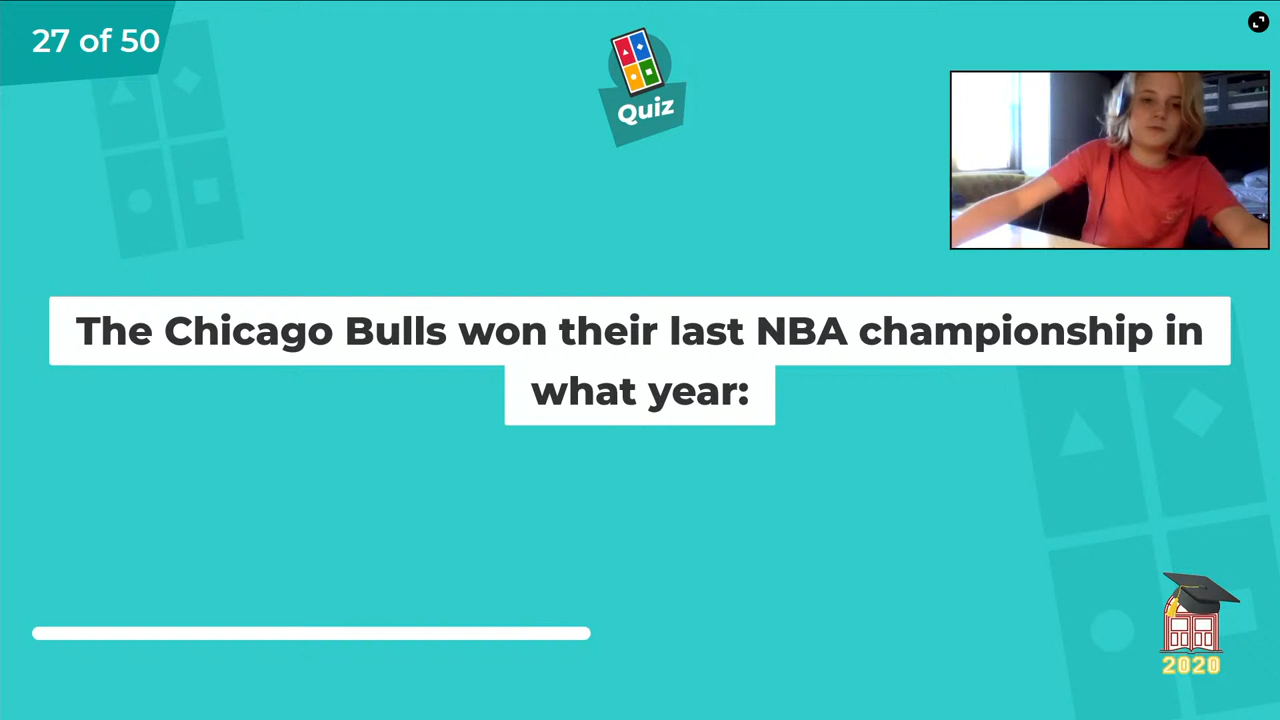 27 of 50
Quiz
The Chicago Bulls won their last NBA championship in
what year:
2020